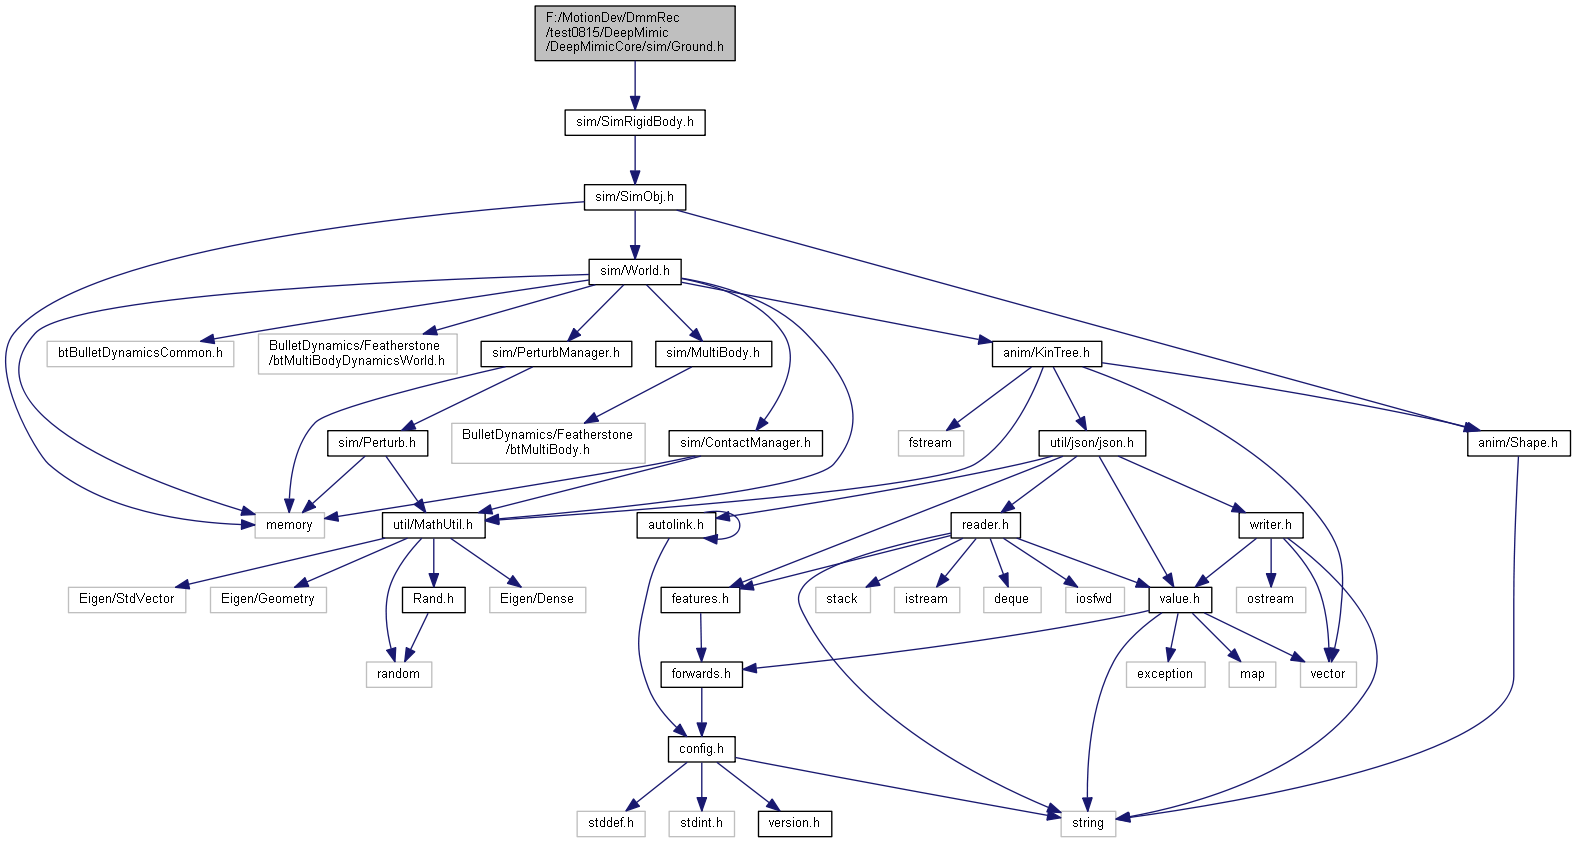 F:/MotionDev/DmmRec
/test0815/DeepMimic
/DeepMimicCore/sim/Ground.h
sim/SimRigidBody.h
sim/SimObj.h
sim/World.h
btBulletDynamicsCommon.h
BulletDynamics/Featherstone
/btMultiBodyDynamicsWorld.h
sim/PerturbManager.h
sim/MultiBody.h
anim/KinTree.h
sim/Perturb.h
BulletDynamics/Featherstone
/btMultiBody.h
sim/ContactManager.h
fstream
util/json/json.h
anim/Shape.h
memory
util/MathUtil.h
autolink.h
reader.h
writer.h
Eigen/StdVector
Eigen/Geometry
Rand.h
Eigen/Dense
features.h
stack
istream
deque
iosfwd
value.h
ostream
random
forwards.h
exception
map
vector
config.h
stddef.h
stdint.h
version.h
string